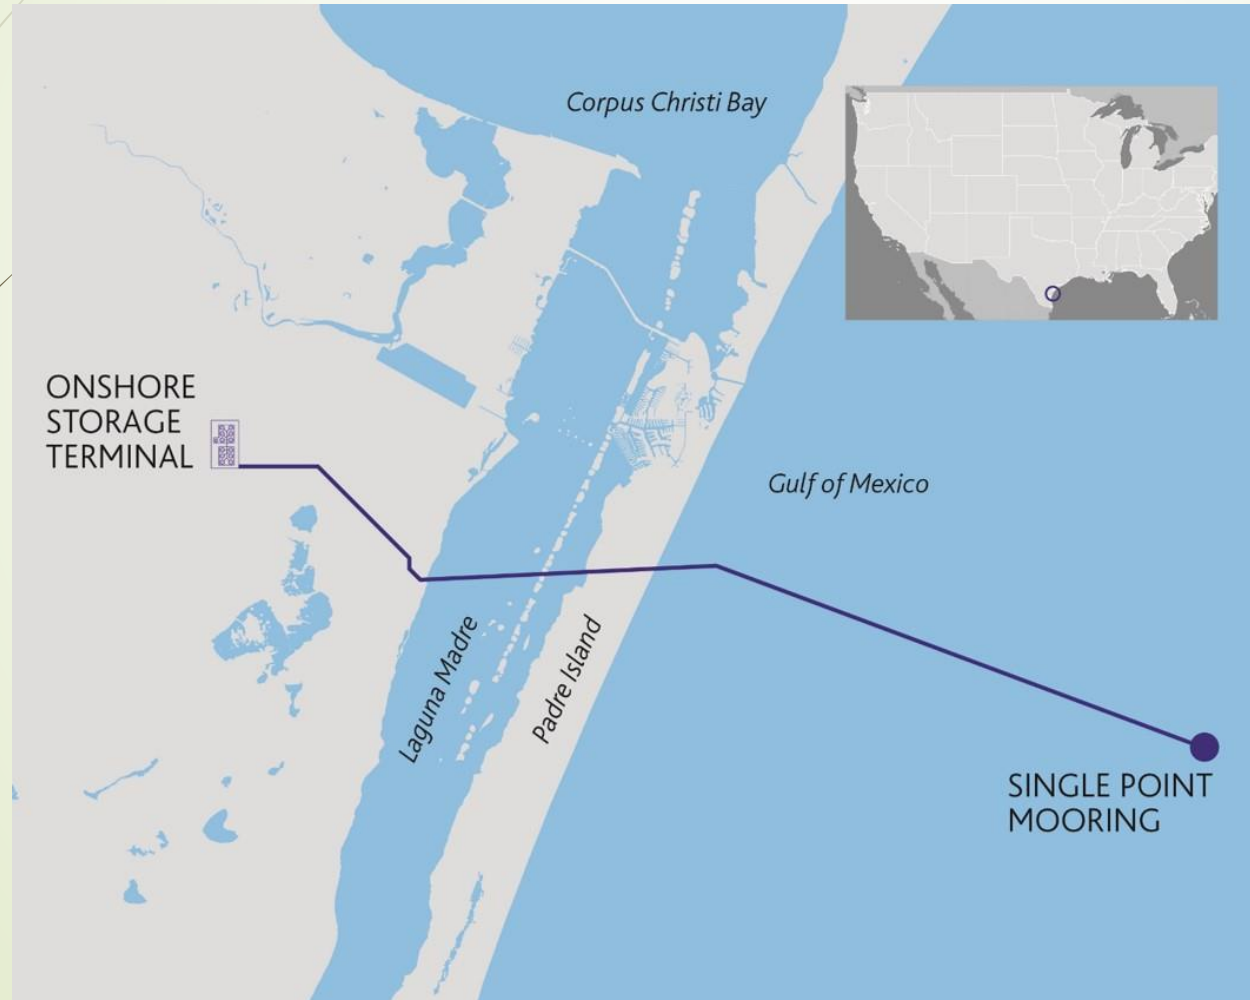 Corpus Christi Bay
ONSHORE
STORAGE
TERMINAL
Gulf of Mexico
Laguna Madre
Padre Island
SINGLE POINT
MOORING